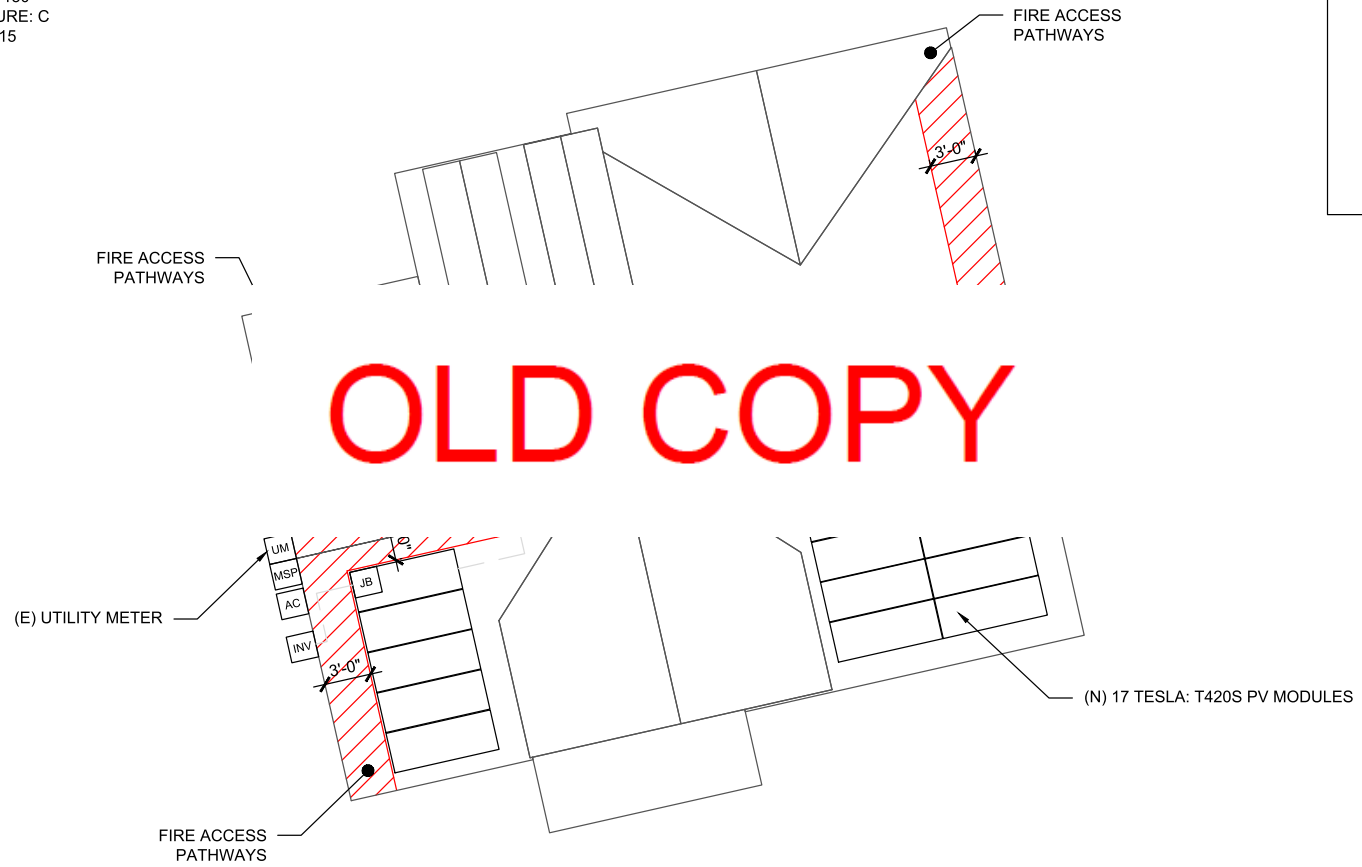 URE: C
15
FIRE ACCESS
PATHWAYS
3'-0"
FIRE ACCESS
PATHWAYS
OLD COPY
UM
MSP
JB
AC
(E) UTILITY METER
INV
3'-0"
(N) 17 TESLA: T420S PV MODULES
FIRE ACCESS
PATHWAYS